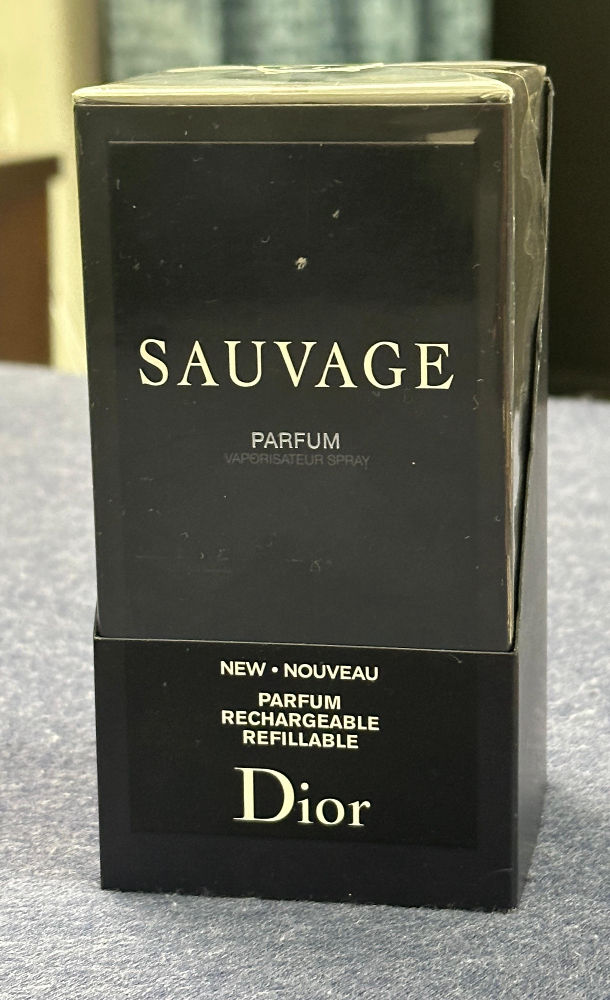 SAUVAGE
PARFUM
VAPORISATEUR SPRAY
NEW • NOUVEAU
PARFUM
RECHARGEABLE
REFILLABLE
Dior